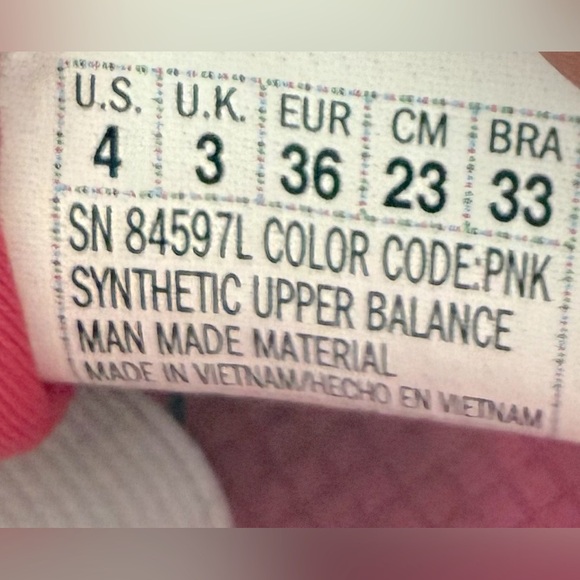 U.S. U.K. EUR CM BRA
4 3 36 23 33
SN 84597L COLOR CODE:PNK
SYNTHETIC UPPER BALANCE
MAN MADE MATERIAL
MADE IN VIETNAM/HECHO EN VIETNAM